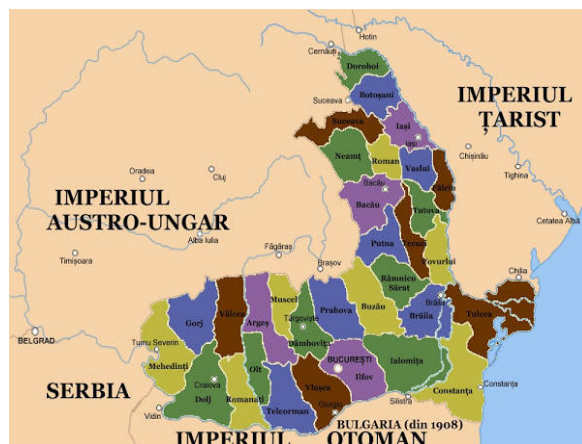 Hotin
Cernăuți
Dorohoi
Botoșani
Suceava
IMPERIUL
ȚARIST
Suceava
Iași
Iași
Chișinău
Neamț
Roman
Vaslui
Fălciu
Tighina
Oradea
Cluj
Bacău
Bacău
Tutova
Cetatea Albă
IMPERIUL
AUSTRO-UNGAR
Alba Iulia
Putna
Tecuci
Covurlui
Timișoara
Făgăraș
Brașov
Râmnicu
Sărat
Chilia
Muscel
Buzău
Brăila
Gorj
Vâlcea
Argeș
Târgoviște
Prahova
Brăila
Tulcea
BELGRAD
Turnu Severin
Dâmbovița
Mehedinți
Olt
BUCUREȘTI
Ialomița
SERBIA
Craiova
Dolj
Romanați
Teleorman
Vlașca
Ilfov
Constanța
Constanța
Vidin
Giurgiu
Silistră
BULGARIA (din 1908)
IMPERIUL OTOMAN